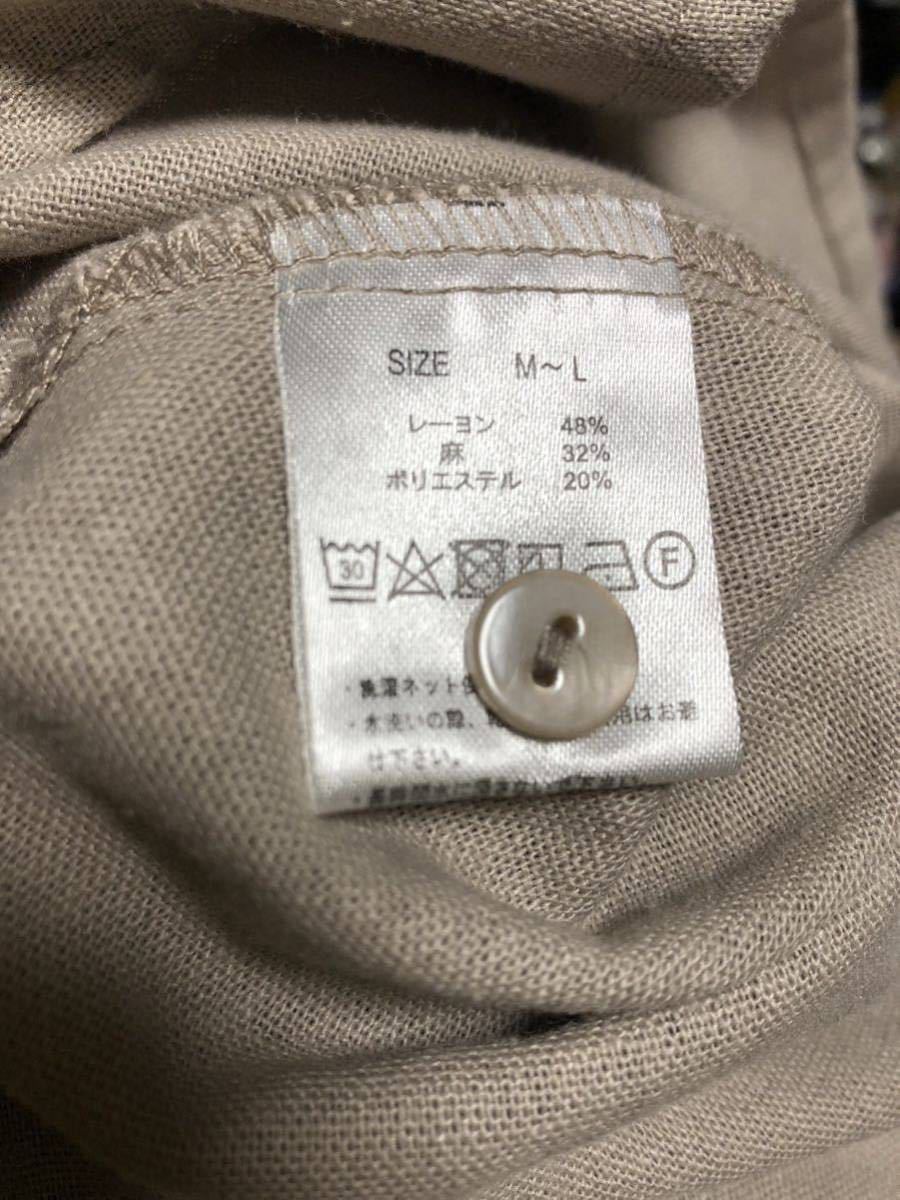 SIZE M～L
レーヨン 48%
麻 32%
ポリエステル 20%
30 F
・洗濯ネット使
・水洗いの際、 用はお避
け下さい。